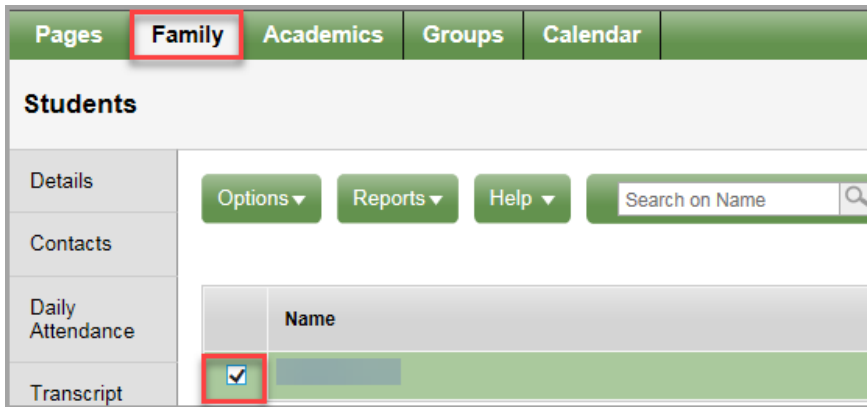 Pages Family Academics Groups Calendar
Students
Details
Options Reports Help Search on Name
Contacts
Daily
Attendance
Name
Transcript